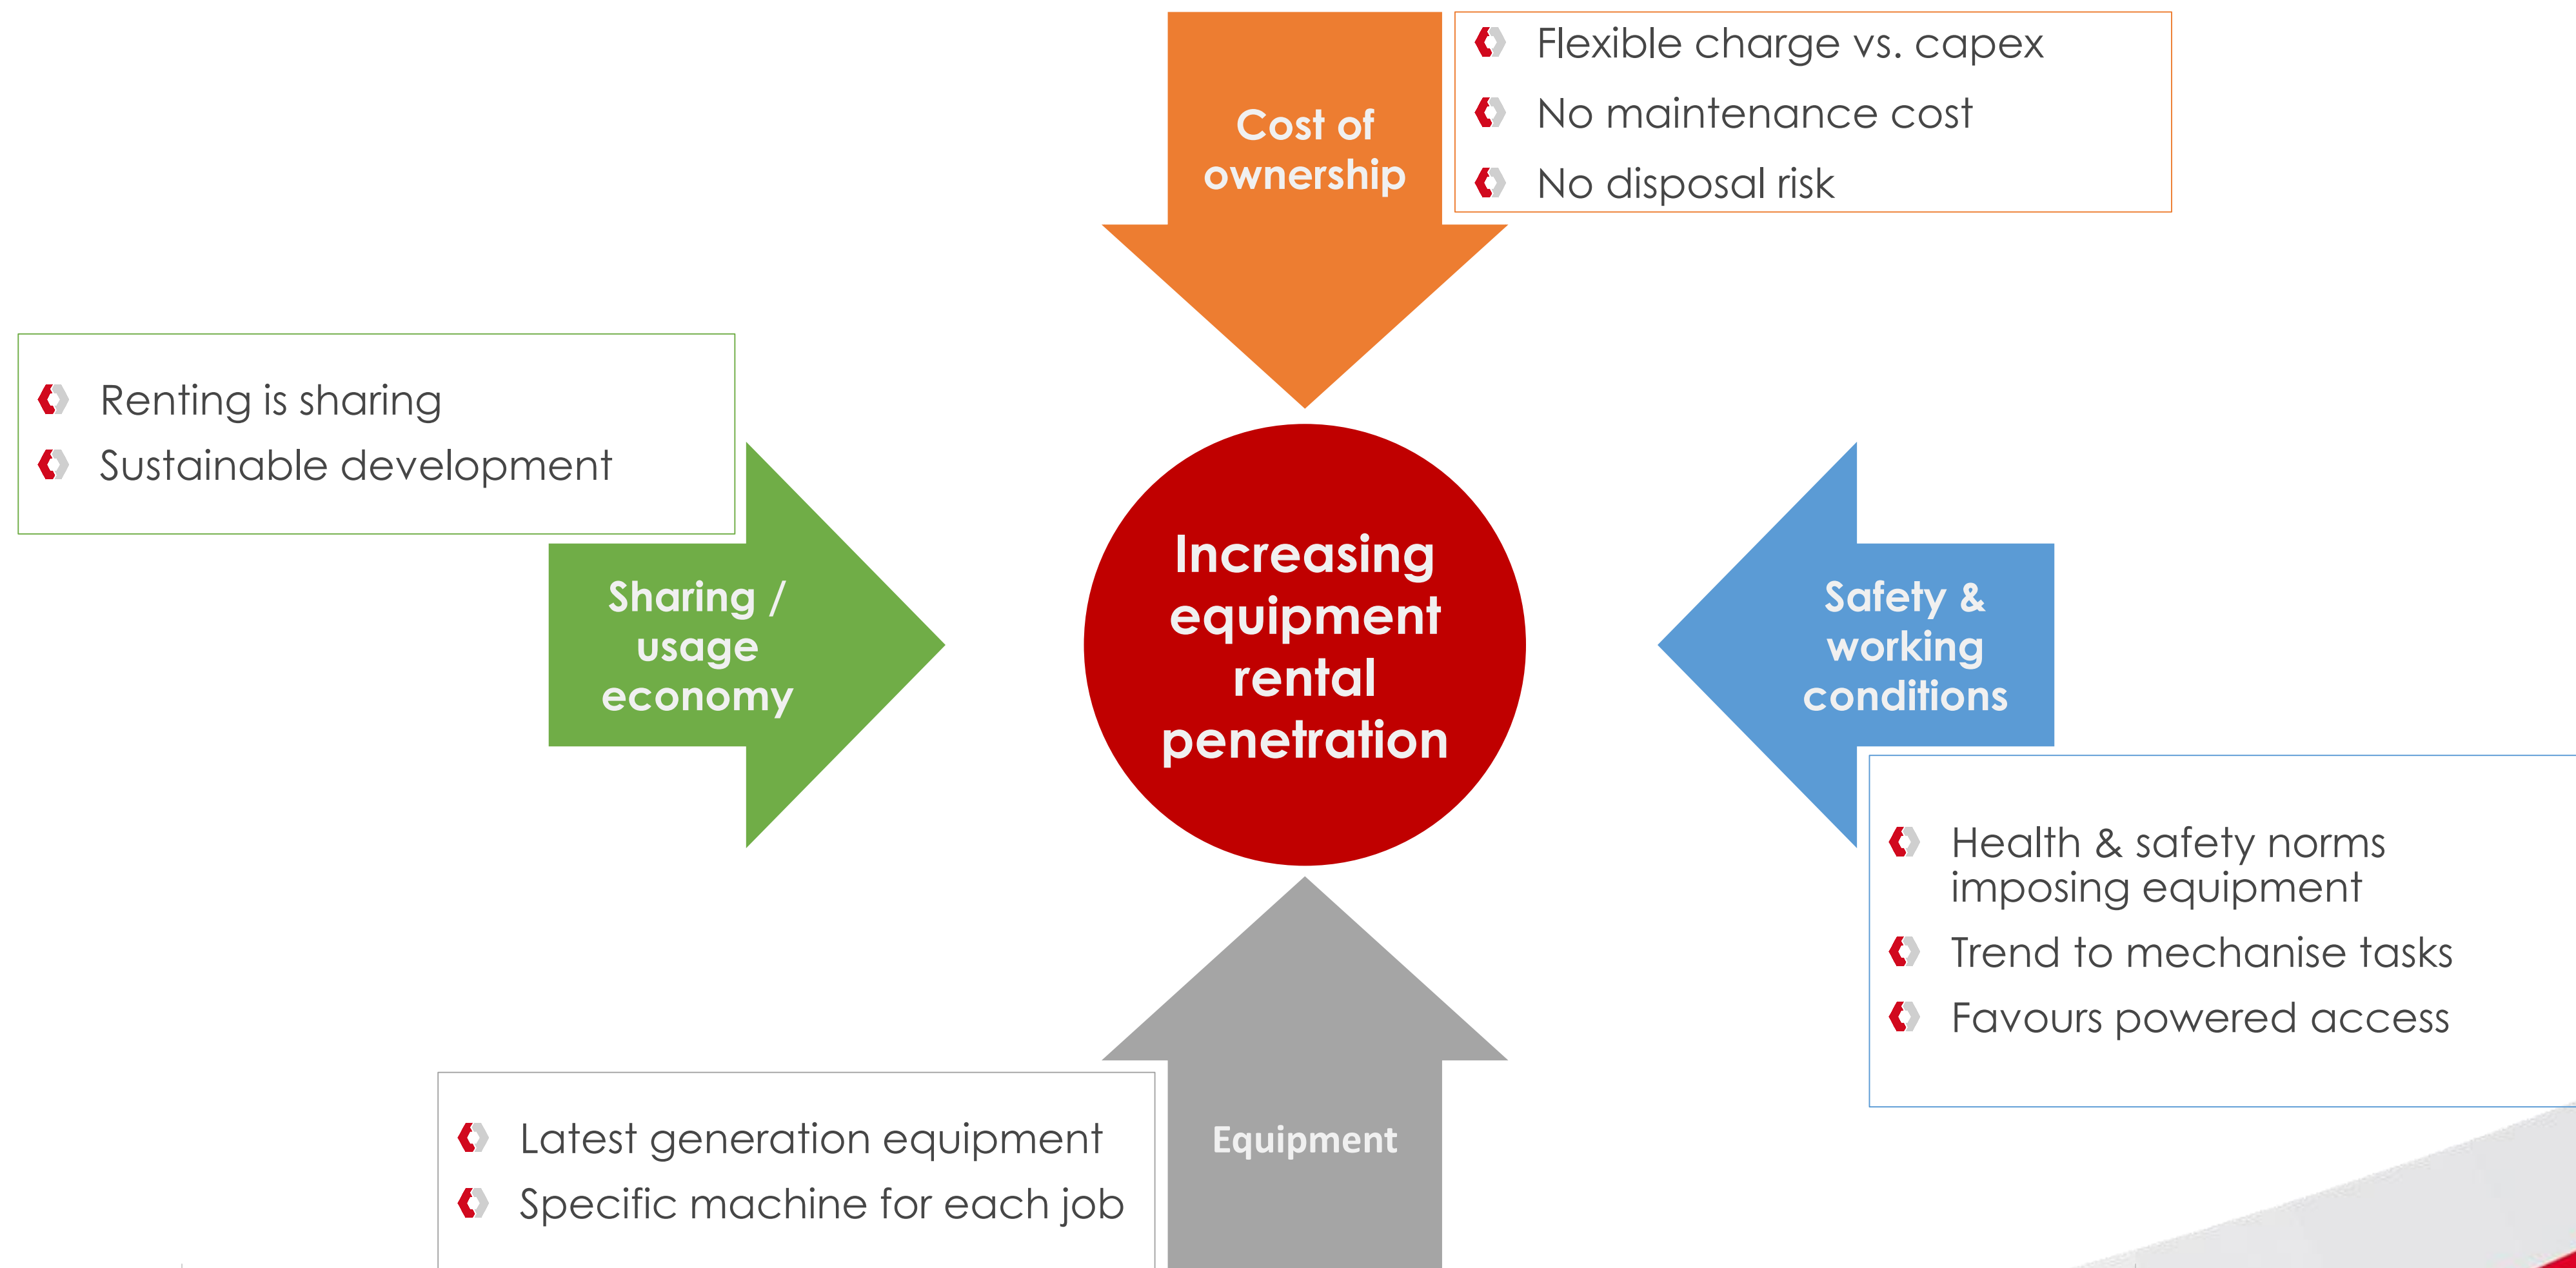 Cost of
ownership
Flexible charge vs. capex
No maintenance cost
No disposal risk
Renting is sharing
Sustainable development
Sharing /
usage
economy
Increasing
equipment
rental
penetration
Safety &
working
conditions
Health & safety norms
imposing equipment
Trend to mechanise tasks
Favours powered access
Latest generation equipment
Specific machine for each job
Equipment